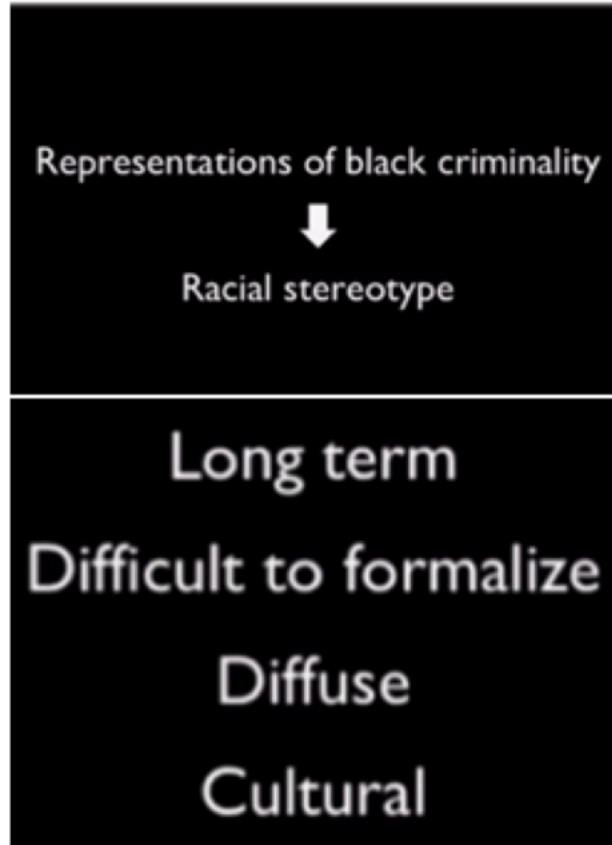 Representations of black criminality
Racial stereotype
Long term
Difficult to formalize
Diffuse
Cultural